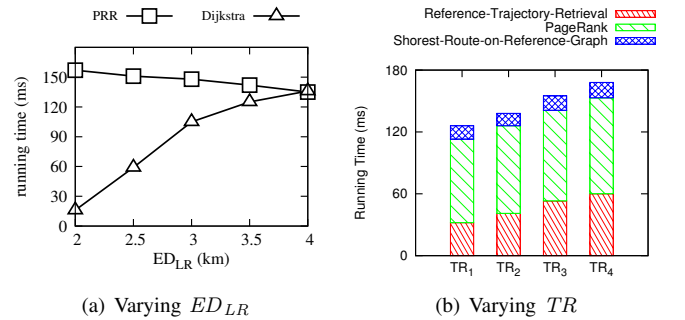 PRR
Dijkstra
150
120
90
60
30
0
2
2.5
3
3.5
4
running time (ms)
ED_LR (km)
(a) Varying ED_LR
Reference-Trajectory-Retrieval
PageRank
Shorest-Route-on-Reference-Graph
180
120
60
0
TR1
TR2
TR3
TR4
Running Time (ms)
(b) Varying TR